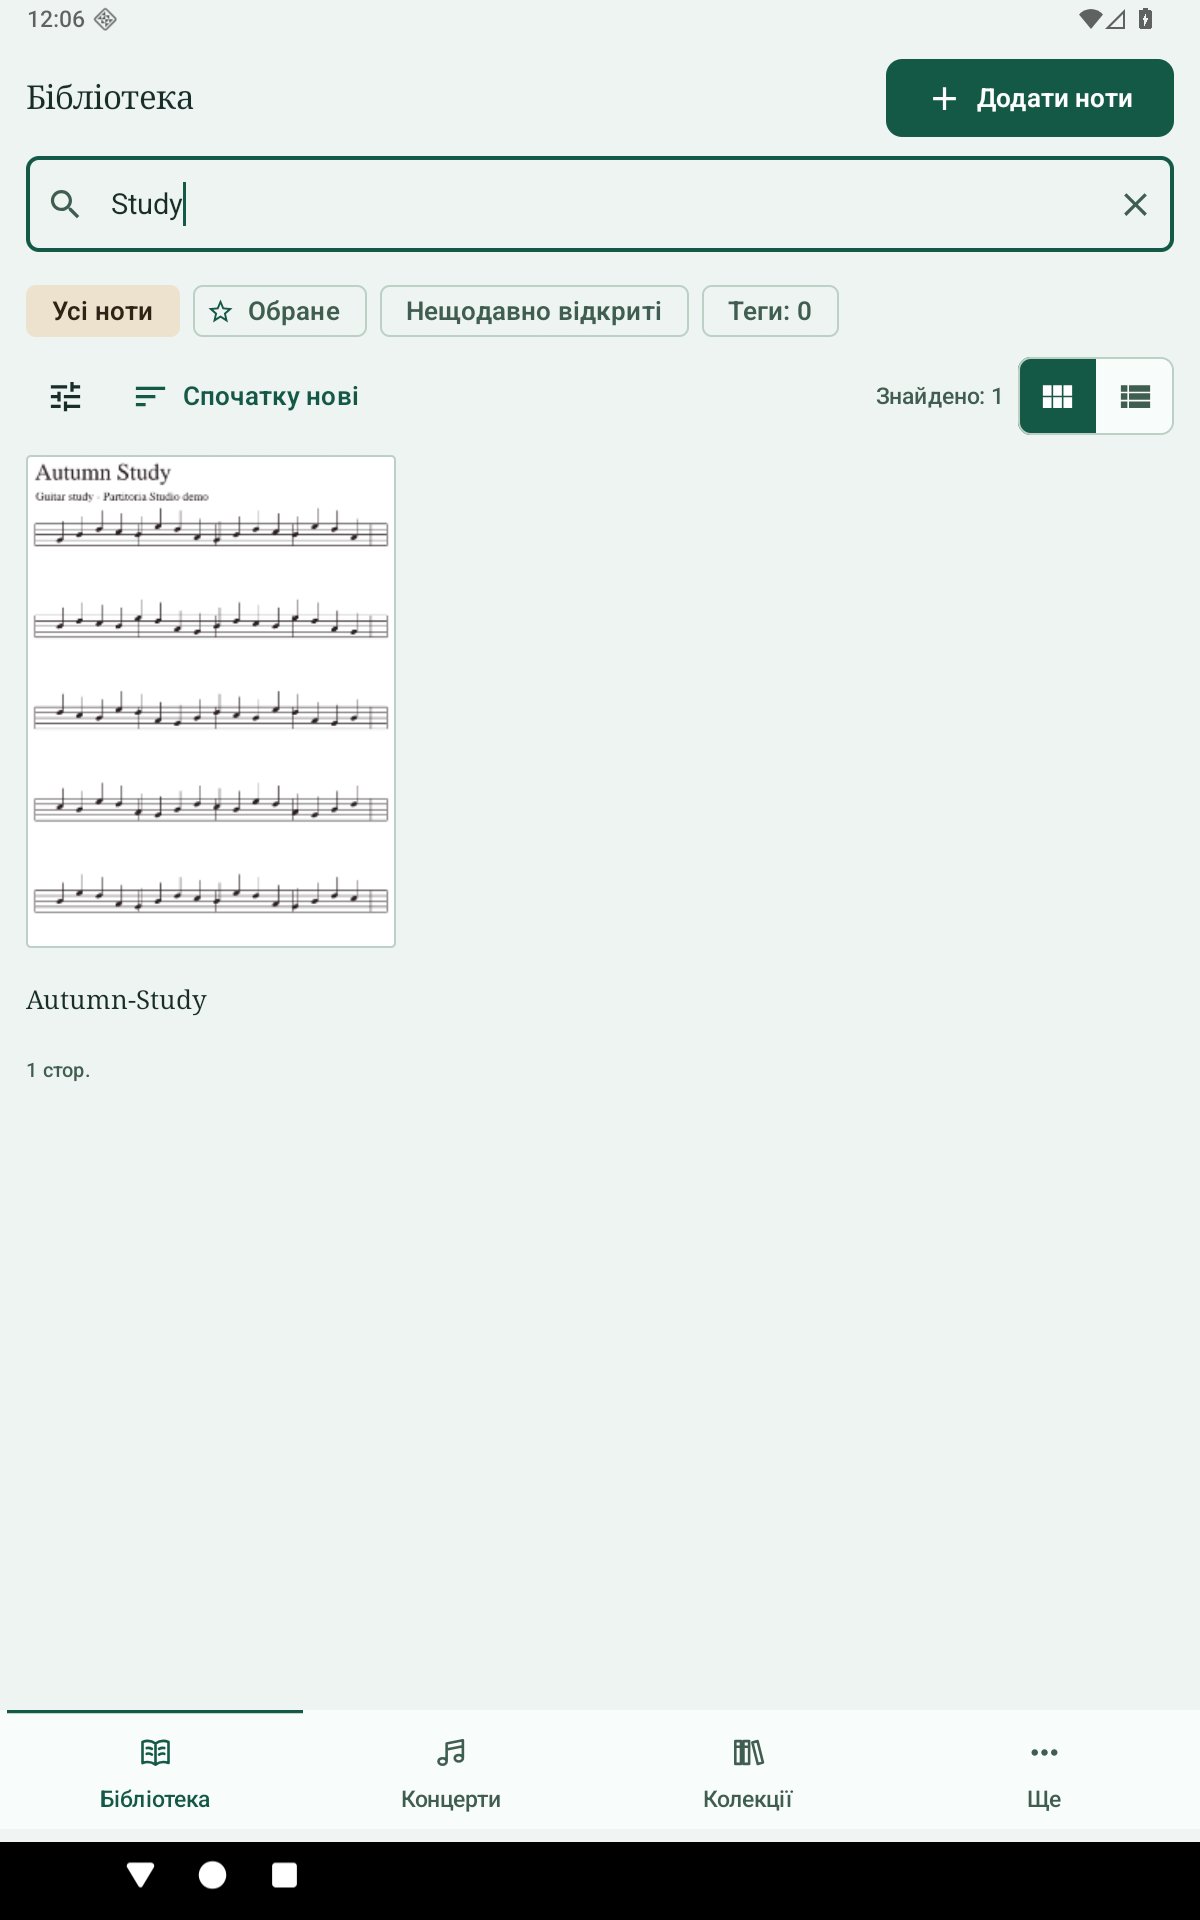 12:06
Бібліотека
Додати ноти
Study
Усі ноти
Обране
Нещодавно відкриті
Теги: 0
Спочатку нові
Знайдено: 1
Autumn Study
Guitar study - Partitoria Studio demo
Autumn-Study
1 стор.
Бібліотека
Концерти
Колекції
Ще